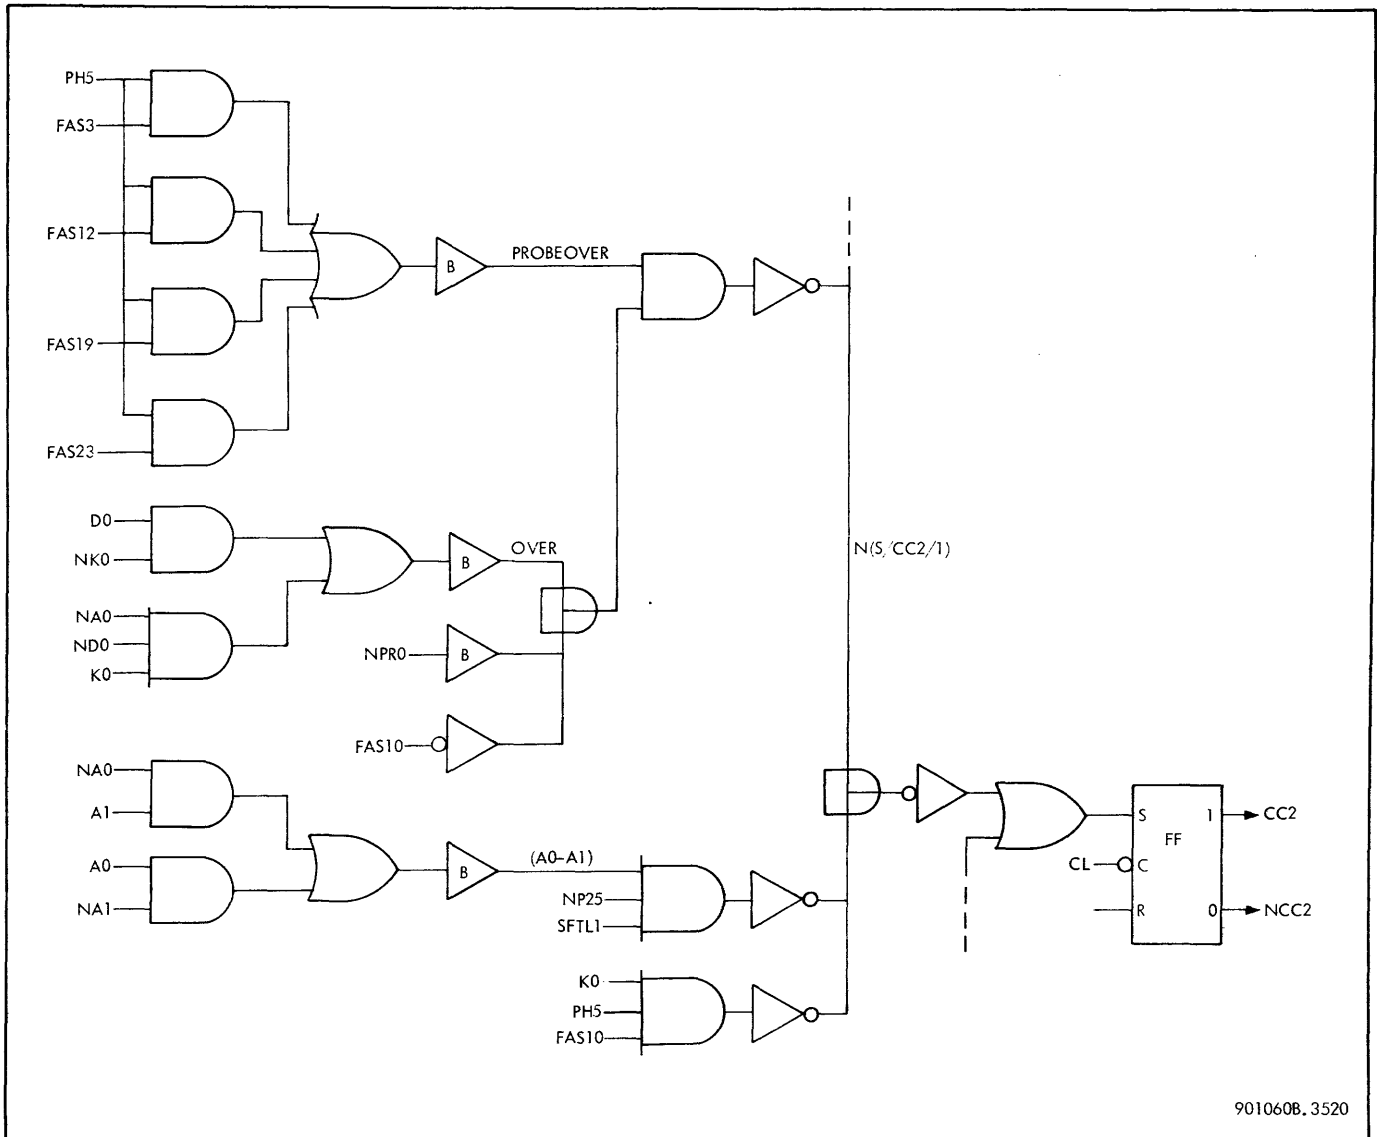 PH5
FAS3
FAS12
FAS19
FAS23
B
PROBEOVER
D0
NK0
NA0
ND0
K0
B
OVER
NPR0
B
FAS10
N(S/CC2/1)
NA0
A1
A0
NA1
B
(A0-A1)
NP25
SFTL1
K0
PH5
FAS10
S
1
CC2
FF
CL
C
R
0
NCC2
901060B.3520